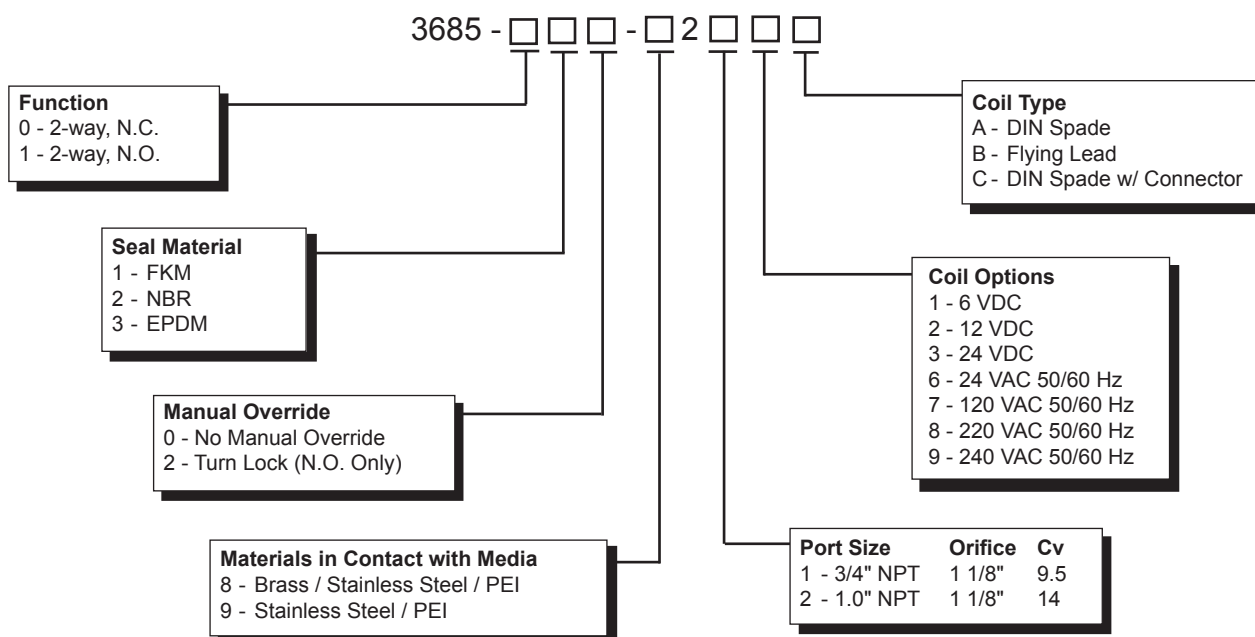 3685 - □ □ □ - □ 2 □ □ □
Function
0 - 2-way, N.C.
1 - 2-way, N.O.
Seal Material
1 - FKM
2 - NBR
3 - EPDM
Manual Override
0 - No Manual Override
2 - Turn Lock (N.O. Only)
Materials in Contact with Media
8 - Brass / Stainless Steel / PEI
9 - Stainless Steel / PEI
Coil Type
A - DIN Spade
B - Flying Lead
C - DIN Spade w/ Connector
Coil Options
1 - 6 VDC
2 - 12 VDC
3 - 24 VDC
6 - 24 VAC 50/60 Hz
7 - 120 VAC 50/60 Hz
8 - 220 VAC 50/60 Hz
9 - 240 VAC 50/60 Hz
Port Size Orifice Cv
1 - 3/4" NPT 1 1/8" 9.5
2 - 1.0" NPT 1 1/8" 14